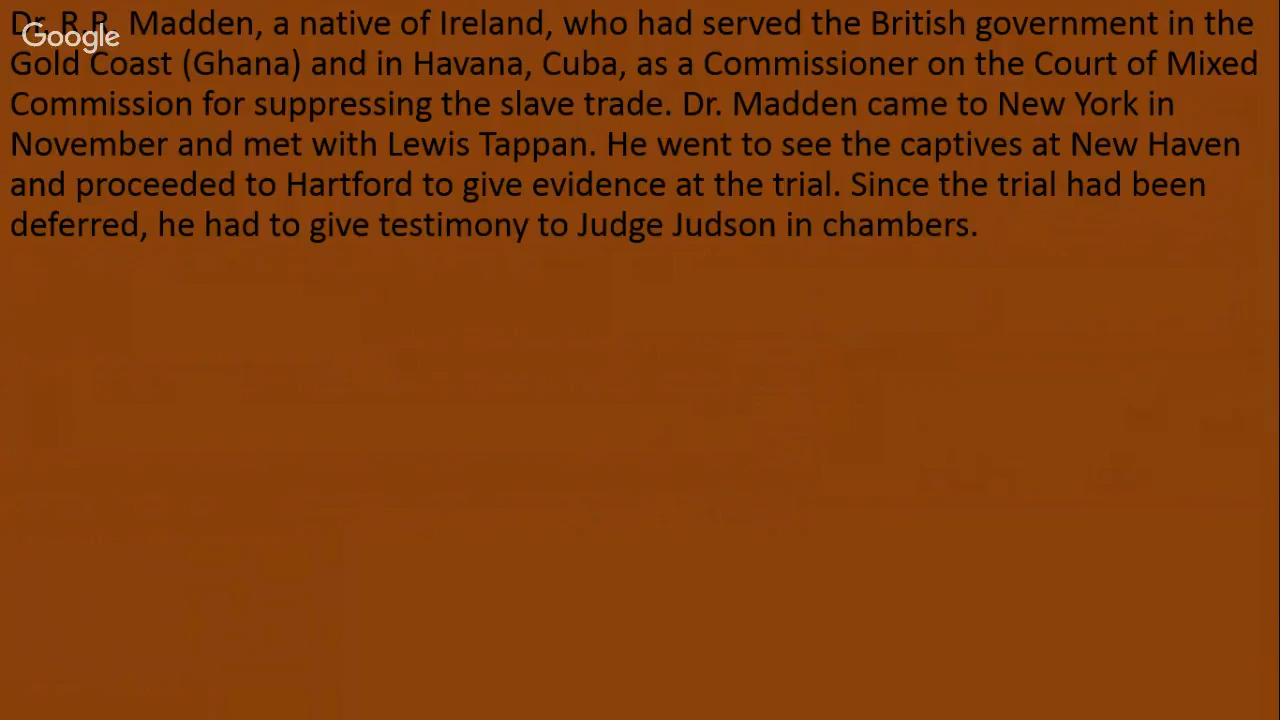 Dr. R.R. Madden, a native of Ireland, who had served the British government in the
Google
Gold Coast (Ghana) and in Havana, Cuba, as a Commissioner on the Court of Mixed
Commission for suppressing the slave trade. Dr. Madden came to New York in
November and met with Lewis Tappan. He went to see the captives at New Haven
and proceeded to Hartford to give evidence at the trial. Since the trial had been
deferred, he had to give testimony to Judge Judson in chambers.